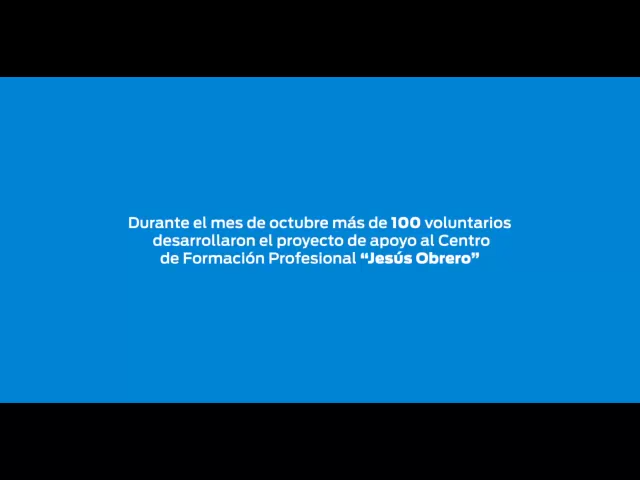 Durante el mes de octubre más de 100 voluntarios
desarrollaron el proyecto de apoyo al Centro
de Formación Profesional “Jesús Obrero”